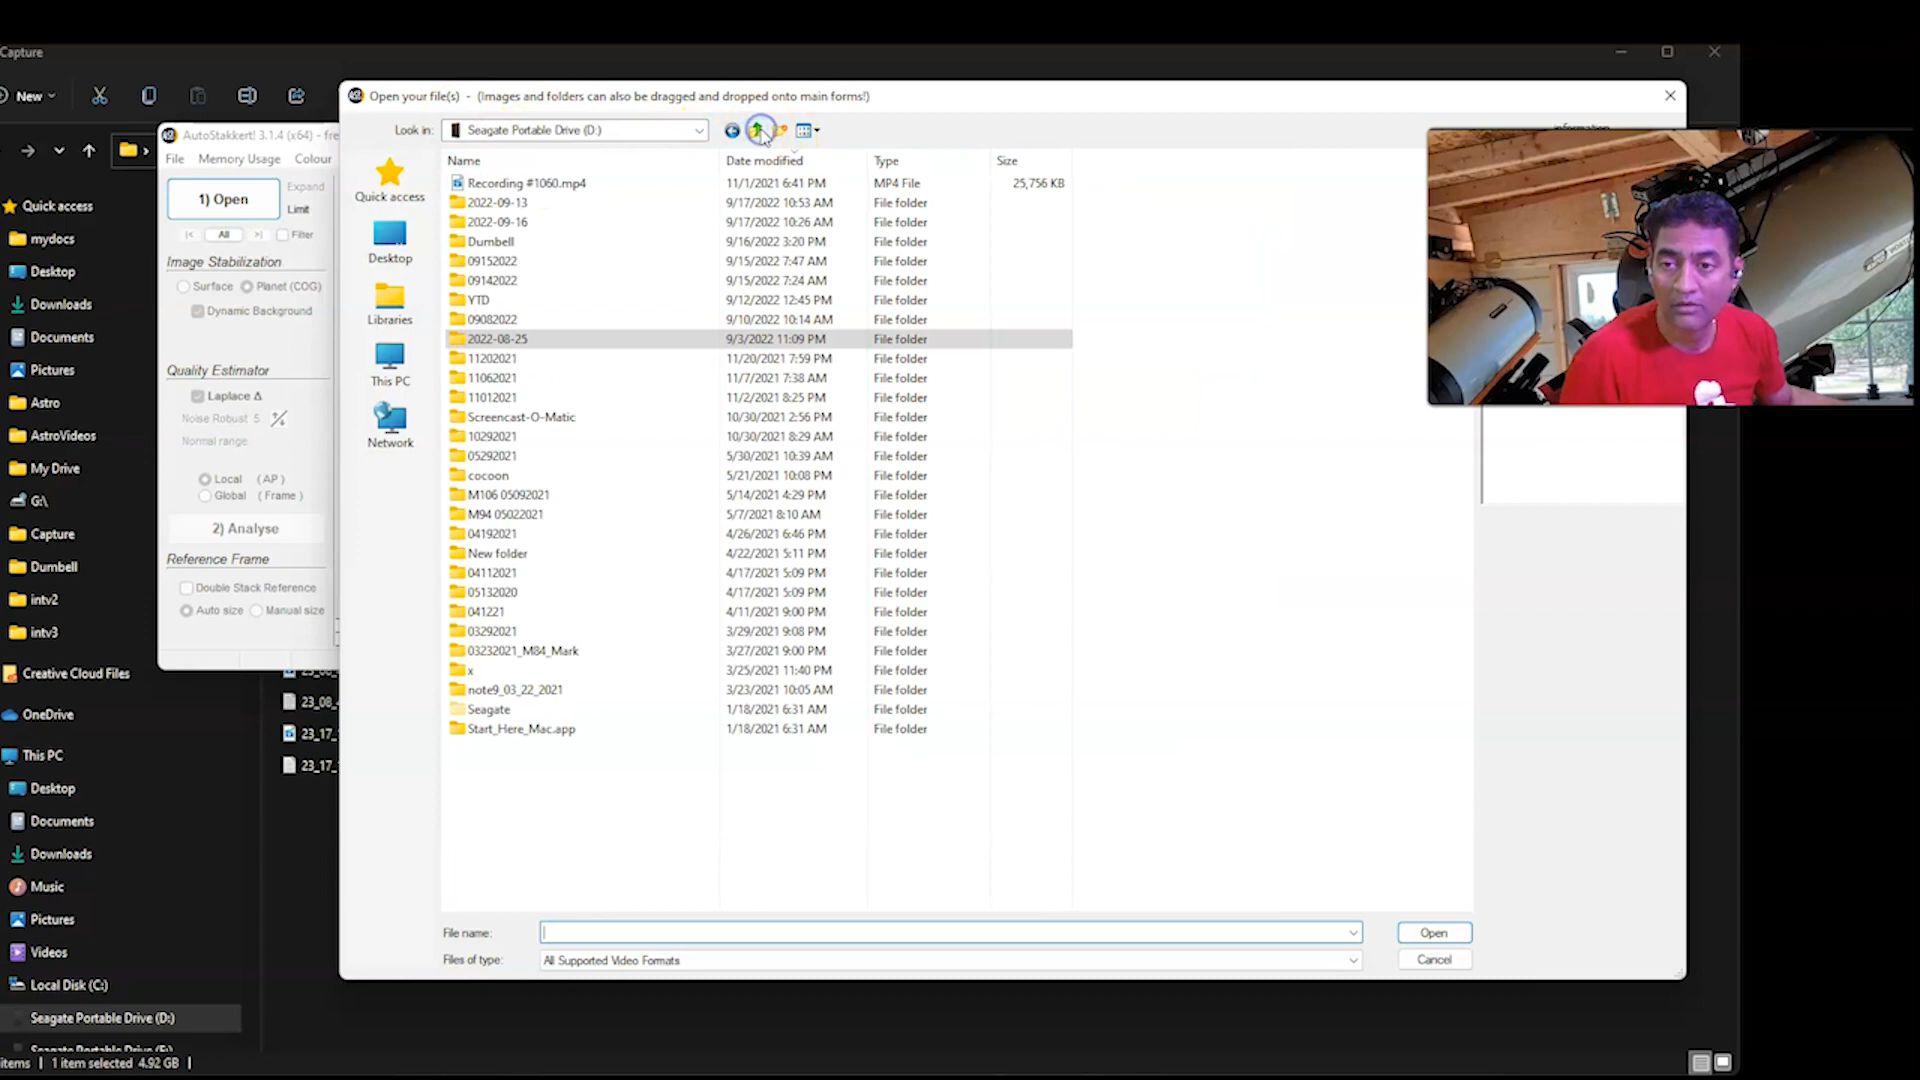 Capture
New
Quick access
mydocs
Desktop
Downloads
Documents
Pictures
Astro
AstroVideos
My Drive
G:\
Capture
Dumbell
intv2
intv3
Creative Cloud Files
OneDrive
This PC
Desktop
Documents
Downloads
Music
Pictures
Videos
Local Disk (C:)
Seagate Portable Drive (D:)
Seagate Portable Drive (E:)
items 1 item selected 4.92 GB
AutoStakkert! 3.1.4 (x64) - fre
File Memory Usage Colour
1) Open
Expand
Limit
All Filter
Image Stabilization
Surface Planet (COG)
Dynamic Background
Quality Estimator
Laplace Δ
Noise Robust 5
Normal range
Local (AP)
Global (Frame)
2) Analyse
Reference Frame
Double Stack Reference
Auto size Manual size
23_08_
23_17_
23_17_
Open your file(s) - (Images and folders can also be dragged and dropped onto main forms!)
Look in: Seagate Portable Drive (D:)
Quick access
Desktop
Libraries
This PC
Network
Name Date modified Type Size
Recording #1060.mp4 11/1/2021 6:41 PM MP4 File 25,756 KB
2022-09-13 9/17/2022 10:53 AM File folder
2022-09-16 9/17/2022 10:26 AM File folder
Dumbell 9/16/2022 3:20 PM File folder
09152022 9/15/2022 7:47 AM File folder
09142022 9/15/2022 7:24 AM File folder
YTD 9/12/2022 12:45 PM File folder
09082022 9/10/2022 10:14 AM File folder
2022-08-25 9/3/2022 11:09 PM File folder
11202021 11/20/2021 7:59 PM File folder
11062021 11/7/2021 7:38 AM File folder
11012021 11/2/2021 8:25 PM File folder
Screencast-O-Matic 10/30/2021 2:56 PM File folder
10292021 10/30/2021 8:29 AM File folder
05292021 5/30/2021 10:39 AM File folder
cocoon 5/21/2021 10:08 PM File folder
M106 05092021 5/14/2021 4:29 PM File folder
M94 05022021 5/7/2021 8:10 AM File folder
04192021 4/26/2021 6:46 PM File folder
New folder 4/22/2021 5:11 PM File folder
04112021 4/17/2021 5:09 PM File folder
05132020 4/17/2021 5:09 PM File folder
041221 4/11/2021 9:00 PM File folder
03292021 3/29/2021 9:08 PM File folder
03232021_M84_Mark 3/27/2021 9:00 PM File folder
x 3/25/2021 11:40 PM File folder
note9_03_22_2021 3/23/2021 10:05 AM File folder
Seagate 1/18/2021 6:31 AM File folder
Start_Here_Mac.app 1/18/2021 6:31 AM File folder
File name: Open
Files of type: All Supported Video Formats Cancel